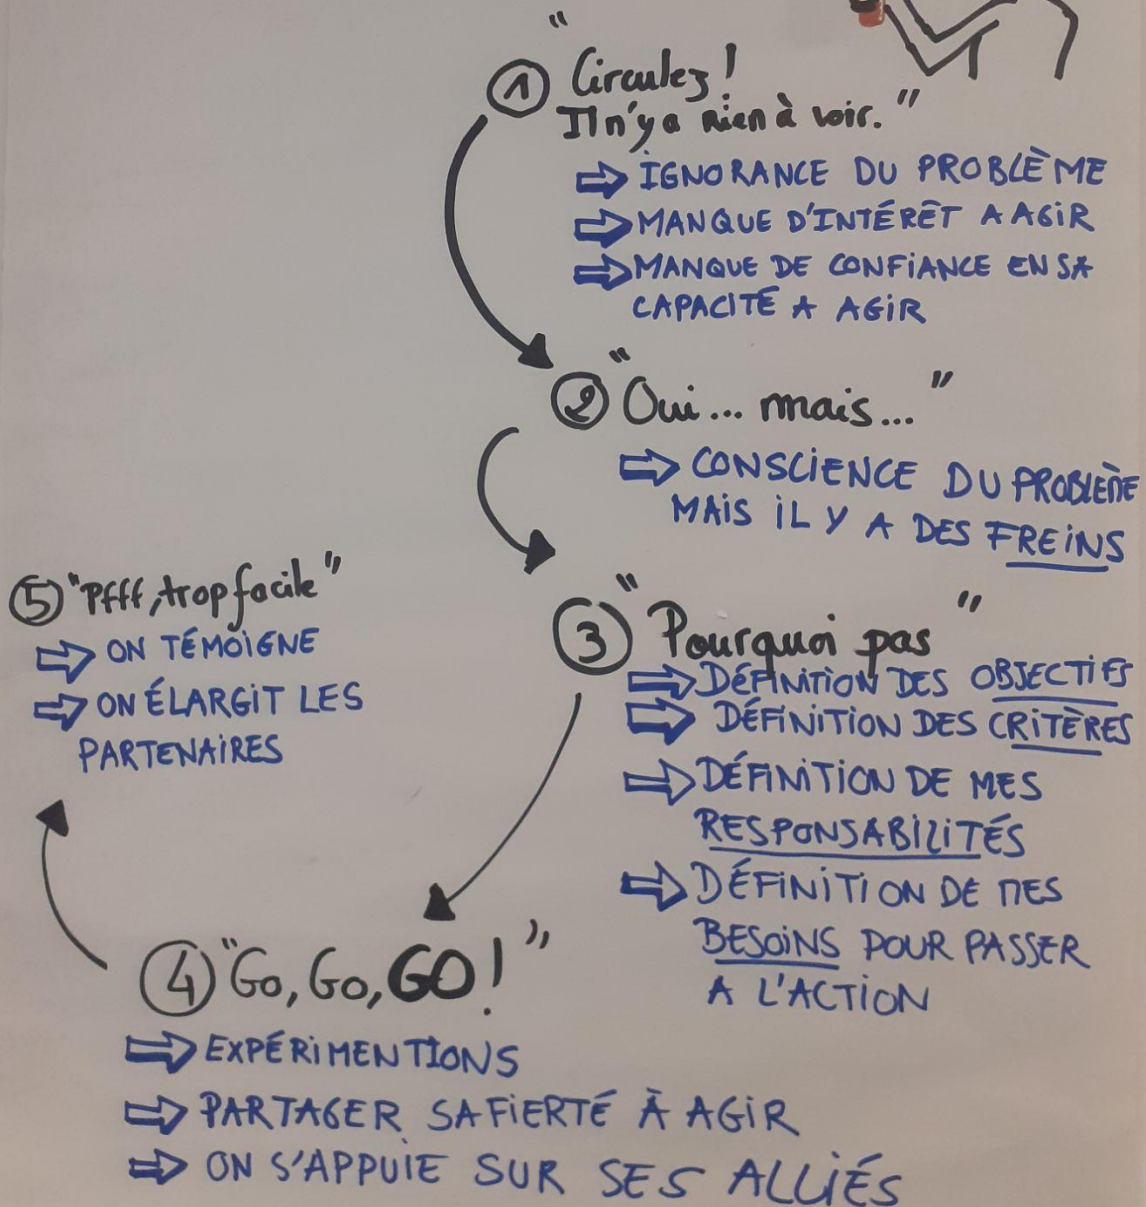 ① "Circulez !
Il n'y a rien à voir."
⇨ IGNORANCE DU PROBLÈME
⇨ MANQUE D'INTÉRÊT A AGIR
⇨ MANQUE DE CONFIANCE EN SA
CAPACITÉ A AGIR
② "Oui... mais..."
⇨ CONSCIENCE DU PROBLÈME
MAIS IL Y A DES FREINS
③ "Pourquoi pas"
⇨ DÉFINITION DES OBJECTIFS
⇨ DÉFINITION DES CRITÈRES
⇨ DÉFINITION DE MES
RESPONSABILITÉS
⇨ DÉFINITION DE MES
BESOINS POUR PASSER
A L'ACTION
④ "Go, Go, GO !"
⇨ EXPÉRIMENTIONS
⇨ PARTAGER SA FIERTÉ À AGIR
⇨ ON S'APPUIE SUR SES ALLIÉS
⑤ "Pfff, trop facile"
⇨ ON TÉMOIGNE
⇨ ON ÉLARGIT LES
PARTENAIRES